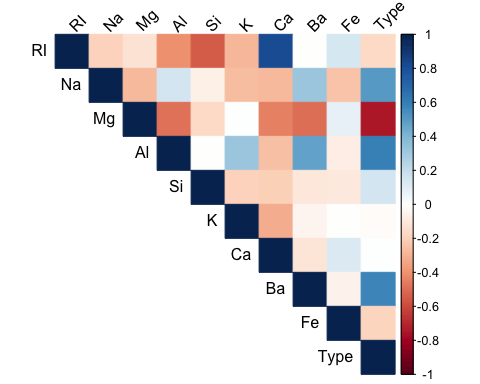 RI Na Mg Al Si K Ca Ba Fe Type
RI
Na
Mg
Al
Si
K
Ca
Ba
Fe
Type
1
0.8
0.6
0.4
0.2
0
-0.2
-0.4
-0.6
-0.8
-1